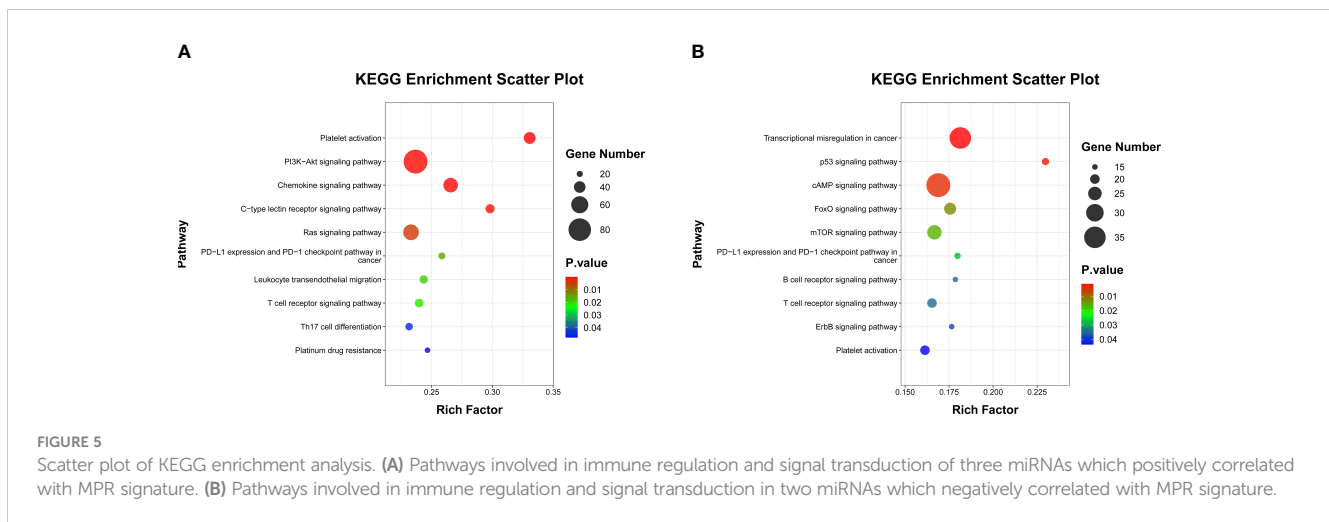 A
KEGG Enrichment Scatter Plot
Platelet activation
PI3K−Akt signaling pathway
Chemokine signaling pathway
C−type lectin receptor signaling pathway
Ras signaling pathway
PD−L1 expression and PD−1 checkpoint pathway in
cancer
Leukocyte transendothelial migration
T cell receptor signaling pathway
Th17 cell differentiation
Platinum drug resistance
Pathway
0.25
0.30
0.35
Rich Factor
Gene Number
20
40
60
80
P.value
0.01
0.02
0.03
0.04
B
KEGG Enrichment Scatter Plot
Transcriptional misregulation in cancer
p53 signaling pathway
cAMP signaling pathway
FoxO signaling pathway
mTOR signaling pathway
PD−L1 expression and PD−1 checkpoint pathway in
cancer
B cell receptor signaling pathway
T cell receptor signaling pathway
ErbB signaling pathway
Platelet activation
Pathway
0.150
0.175
0.200
0.225
Rich Factor
Gene Number
15
20
25
30
35
P.value
0.01
0.02
0.03
0.04
FIGURE 5
Scatter plot of KEGG enrichment analysis. (A) Pathways involved in immune regulation and signal transduction of three miRNAs which positively correlated
with MPR signature. (B) Pathways involved in immune regulation and signal transduction in two miRNAs which negatively correlated with MPR signature.